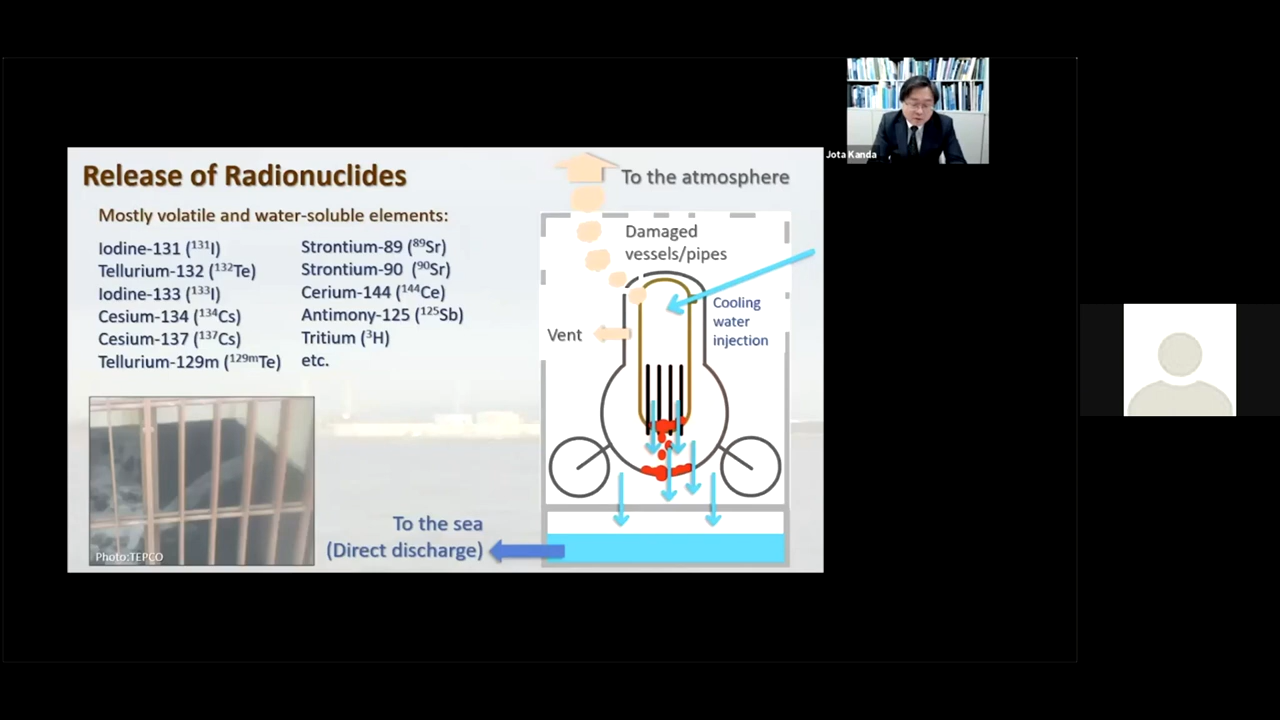 Release of Radionuclides
Mostly volatile and water-soluble elements:
Iodine-131 (¹³¹I)
Tellurium-132 (¹³²Te)
Iodine-133 (¹³³I)
Cesium-134 (¹³⁴Cs)
Cesium-137 (¹³⁷Cs)
Tellurium-129m (¹²⁹ᵐTe)
Strontium-89 (⁸⁹Sr)
Strontium-90 (⁹⁰Sr)
Cerium-144 (¹⁴⁴Ce)
Antimony-125 (¹²⁵Sb)
Tritium (³H)
etc.
Photo:TEPCO
To the atmosphere
Damaged
vessels/pipes
Cooling
water
injection
Vent
To the sea
(Direct discharge)
Jota Kanda